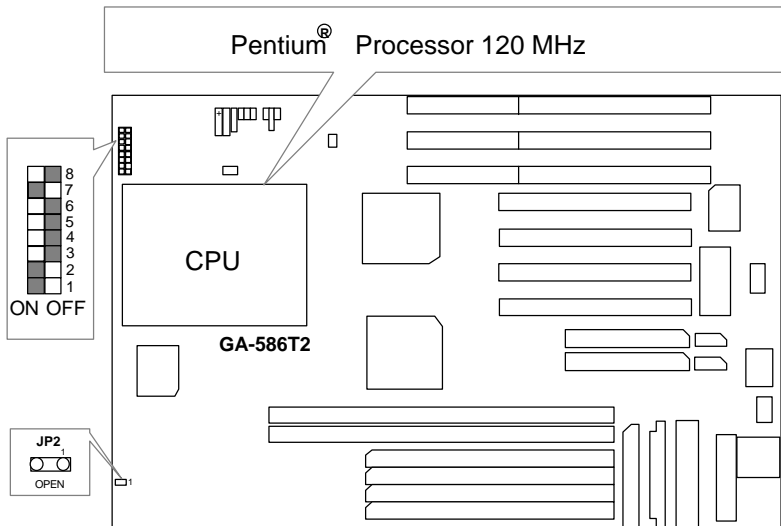 Pentium® Processor 120 MHz
+
8
7
6
5
4
3
2
1
ON OFF
CPU
GA-586T2
JP2
1
OPEN
1